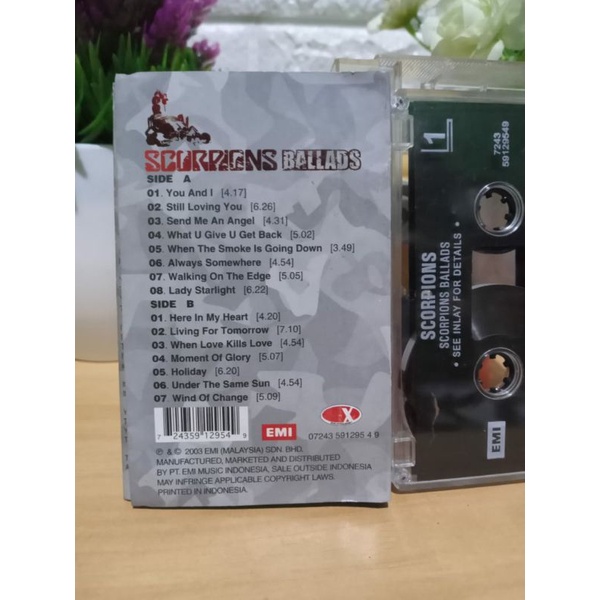 SCORPIONS BALLADS
SIDE A
01. You And I [4.17]
02. Still Loving You [6.26]
03. Send Me An Angel [4.31]
04. What U Give U Get Back [5.02]
05. When The Smoke Is Going Down [3.49]
06. Always Somewhere [4.54]
07. Walking On The Edge [5.05]
08. Lady Starlight [6.22]
SIDE B
01. Here In My Heart [4.20]
02. Living For Tomorrow [7.10]
03. When Love Kills Love [4.54]
04. Moment Of Glory [5.07]
05. Holiday [6.20]
06. Under The Same Sun [4.54]
07. Wind Of Change [5.09]
7 24359 12954 9
EMI
X
07243 591295 4 9
℗ & © 2003 EMI (MALAYSIA) SDN. BHD.
MANUFACTURED, MARKETED AND DISTRIBUTED
BY PT. EMI MUSIC INDONESIA, SALE OUTSIDE INDONESIA
MAY INFRINGE APPLICABLE COPYRIGHT LAWS.
PRINTED IN INDONESIA.
1
7243
59129549
SCORPIONS
SCORPIONS BALLADS
• SEE INLAY FOR DETAILS •
EMI